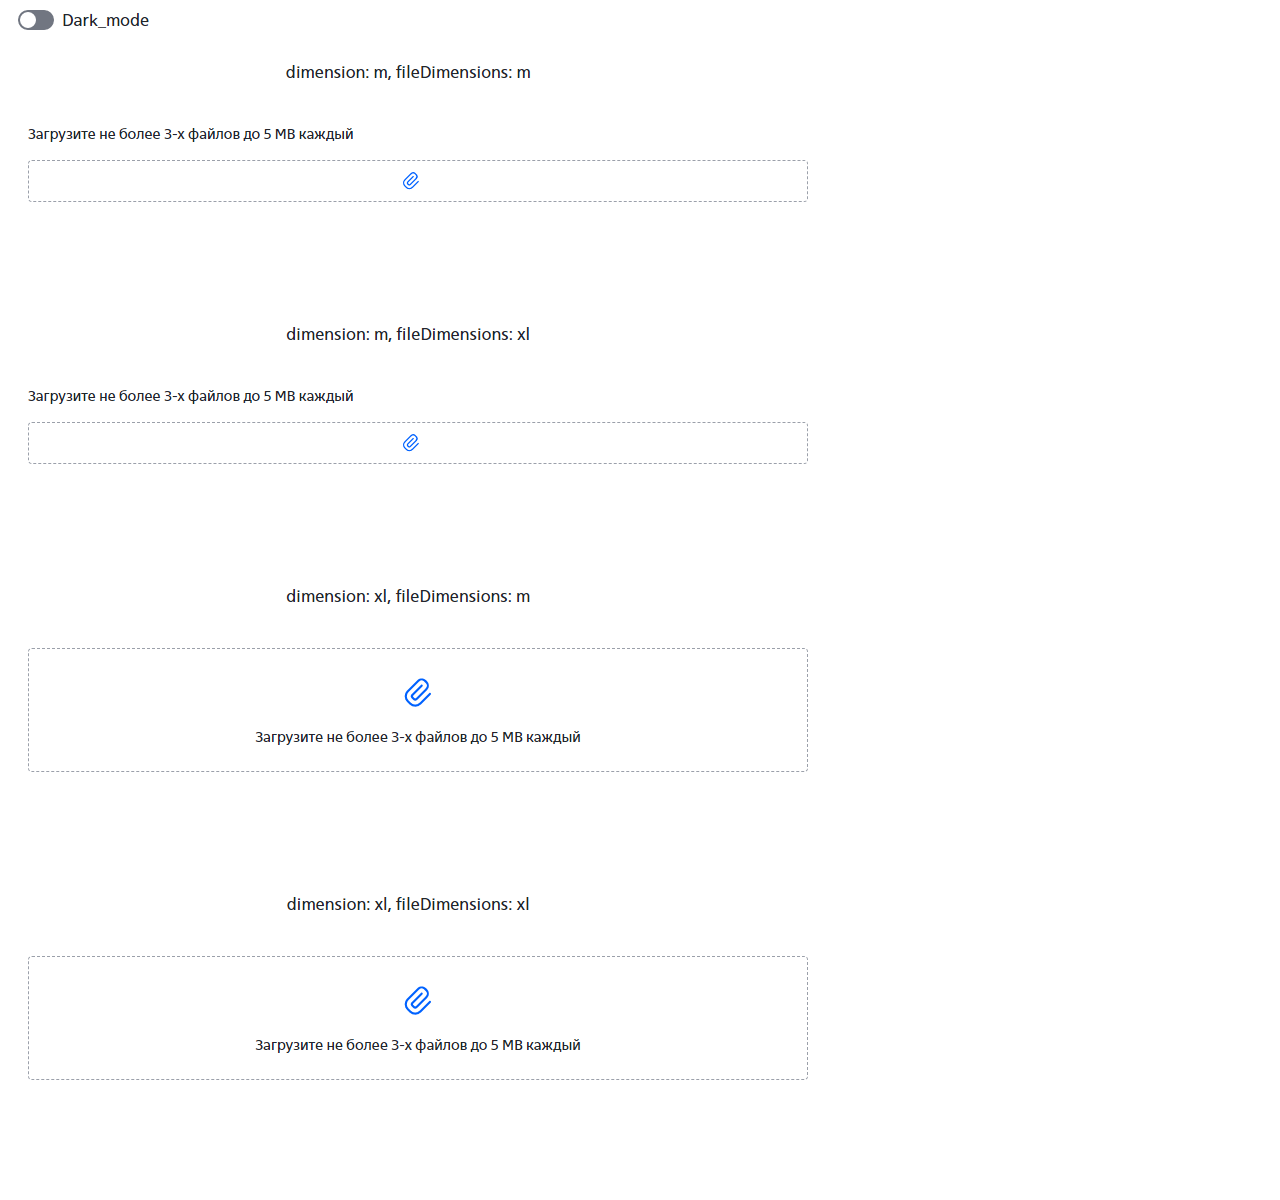 Dark_mode
dimension: m, fileDimensions: m
Загрузите не более 3-х файлов до 5 MB каждый
dimension: m, fileDimensions: xl
Загрузите не более 3-х файлов до 5 MB каждый
dimension: xl, fileDimensions: m
Загрузите не более 3-х файлов до 5 MB каждый
dimension: xl, fileDimensions: xl
Загрузите не более 3-х файлов до 5 MB каждый